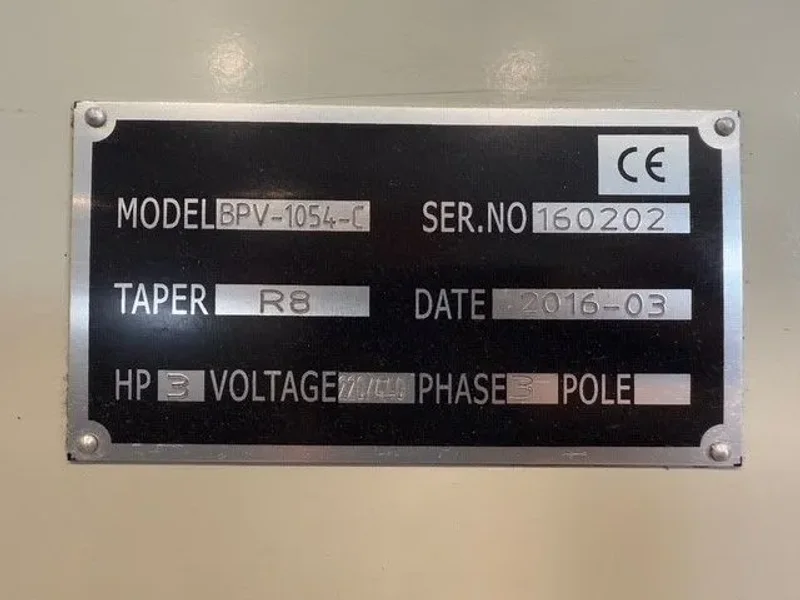 CE
MODEL BPV-1054-C SER.NO 160202
TAPER R8 DATE 2016-03
HP 3 VOLTAGE 220/440 PHASE 3 POLE